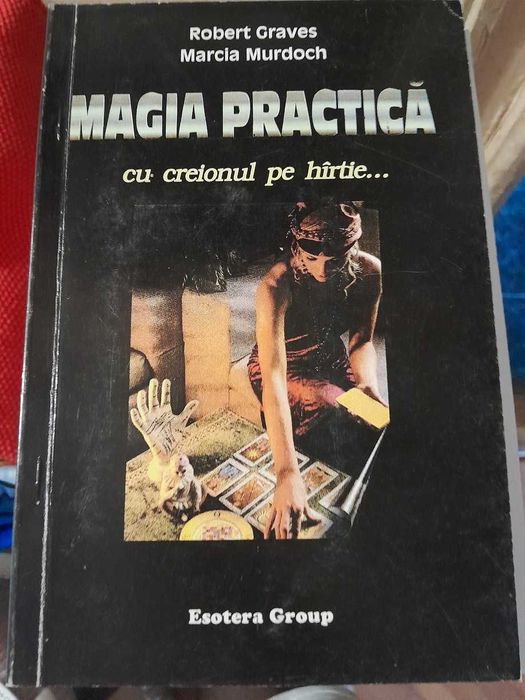 Robert Graves
Marcia Murdoch
MAGIA PRACTICĂ
cu creionul pe hîrtie...
Esotera Group